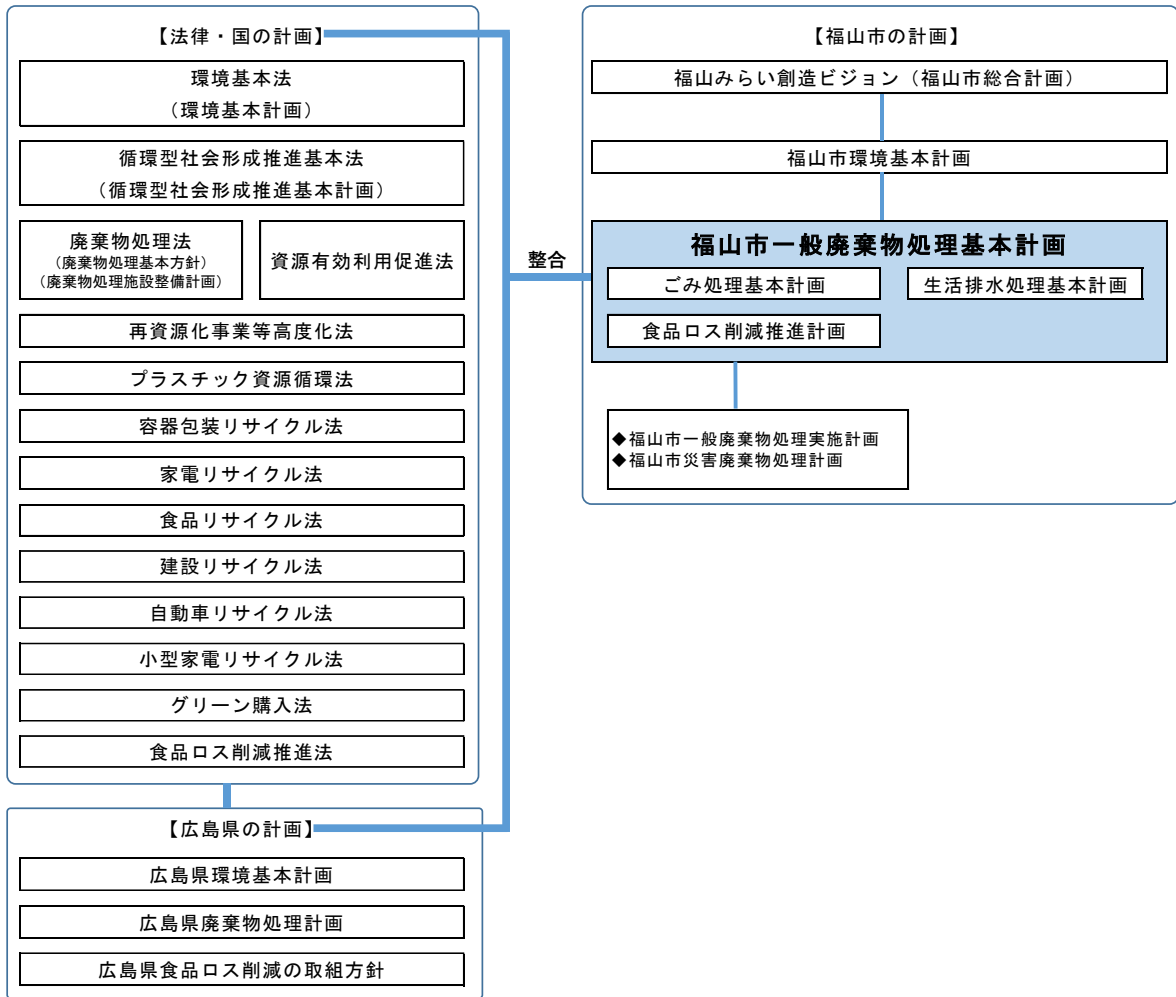 【法律・国の計画】
環境基本法
（環境基本計画）
循環型社会形成推進基本法
（循環型社会形成推進基本計画）
廃棄物処理法
（廃棄物処理基本方針）
（廃棄物処理施設整備計画）
資源有効利用促進法
再資源化事業等高度化法
プラスチック資源循環法
容器包装リサイクル法
家電リサイクル法
食品リサイクル法
建設リサイクル法
自動車リサイクル法
小型家電リサイクル法
グリーン購入法
食品ロス削減推進法
【広島県の計画】
広島県環境基本計画
広島県廃棄物処理計画
広島県食品ロス削減の取組方針
整合
【福山市の計画】
福山みらい創造ビジョン（福山市総合計画）
福山市環境基本計画
福山市一般廃棄物処理基本計画
ごみ処理基本計画
生活排水処理基本計画
食品ロス削減推進計画
◆福山市一般廃棄物処理実施計画
◆福山市災害廃棄物処理計画